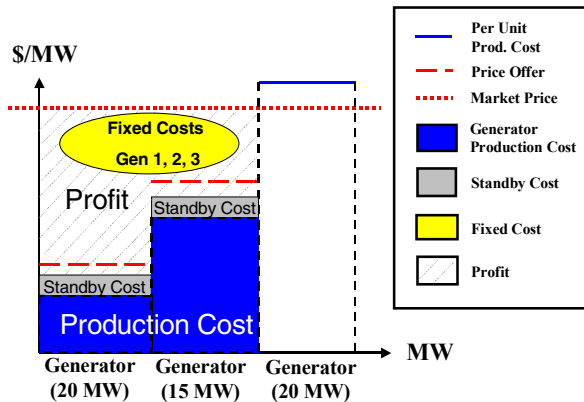 $/MW
Fixed Costs
Gen 1, 2, 3
Profit
Standby Cost
Standby Cost
Production Cost
MW
Generator
(20 MW)
Generator
(15 MW)
Generator
(20 MW)
Per Unit
Prod. Cost
Price Offer
Market Price
Generator
Production Cost
Standby Cost
Fixed Cost
Profit